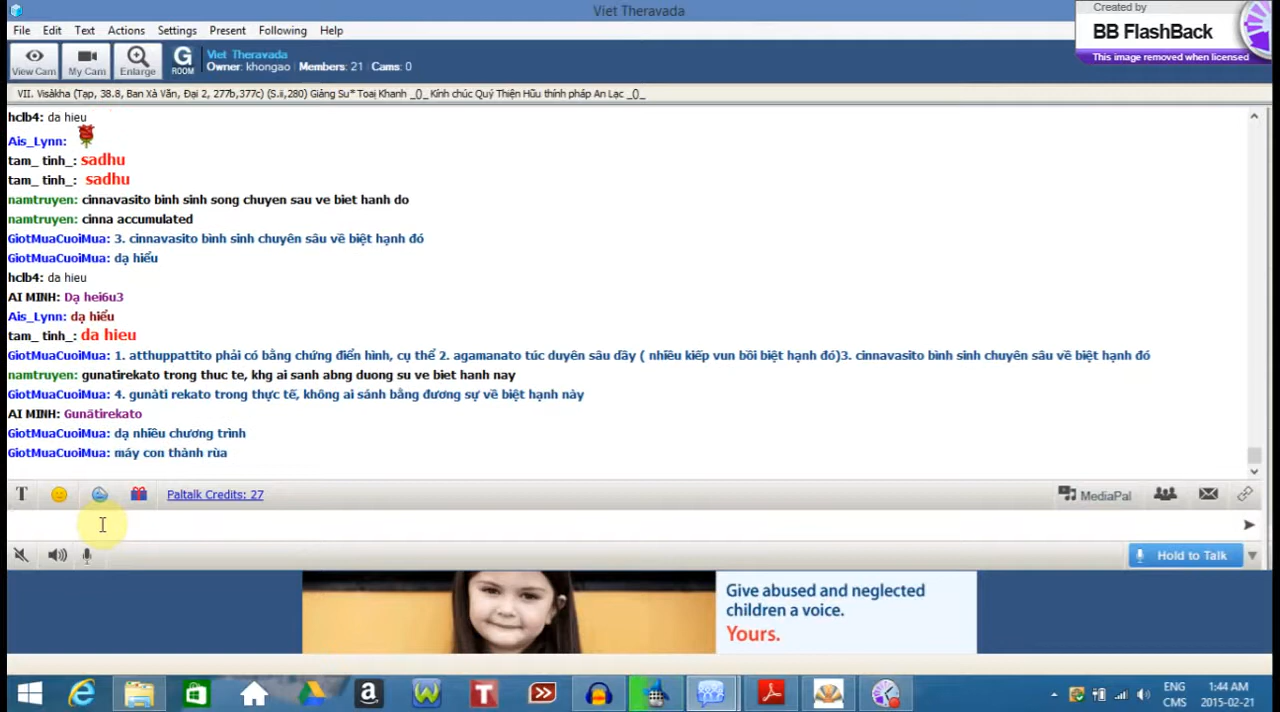 Viet Theravada
Created by
BB FlashBack
This image removed when licensed
File Edit Text Actions Settings Present Following Help
View Cam My Cam Enlarge G ROOM
Viet Theravada
Owner: khongao : Members: 21 : Cams: 0
VII. Visàkha (Tạp, 38.8, Ban Xà Văn, Đại 2, 277b,377c) (S.ii,280) Giảng Sư* Toại Khanh _()_ Kính chúc Quý Thiện Hữu thính pháp An Lạc _()_
hclb4: da hieu
Ais_Lynn:
tam_ tinh_: sadhu
tam_ tinh_: sadhu
namtruyen: cinnavasito bình sinh song chuyen sau ve biet hanh do
namtruyen: cinna accumulated
GiotMuaCuoiMua: 3. cinnavasito bình sinh chuyên sâu về biệt hạnh đó
GiotMuaCuoiMua: dạ hiểu
hclb4: da hieu
AI MINH: Dạ hei6u3
Ais_Lynn: dạ hiểu
tam_ tinh_: da hieu
GiotMuaCuoiMua: 1. atthuppattito phải có bằng chứng điển hình, cụ thể 2. agamanato túc duyên sâu dầy ( nhiều kiếp vun bồi biệt hạnh đó)3. cinnavasito bình sinh chuyên sâu về biệt hạnh đó
namtruyen: gunatirekato trong thuc te, khg ai sanh abng duong su ve biet hanh nay
GiotMuaCuoiMua: 4. gunàti rekato trong thực tế, không ai sánh bằng đương sự về biệt hạnh này
AI MINH: Gunātirekato
GiotMuaCuoiMua: dạ nhiều chương trình
GiotMuaCuoiMua: máy con thành rùa
T Paltalk Credits: 27 MediaPal
Hold to Talk
Give abused and neglected
children a voice.
Yours.
ENG 1:44 AM
CMS 2015-02-21